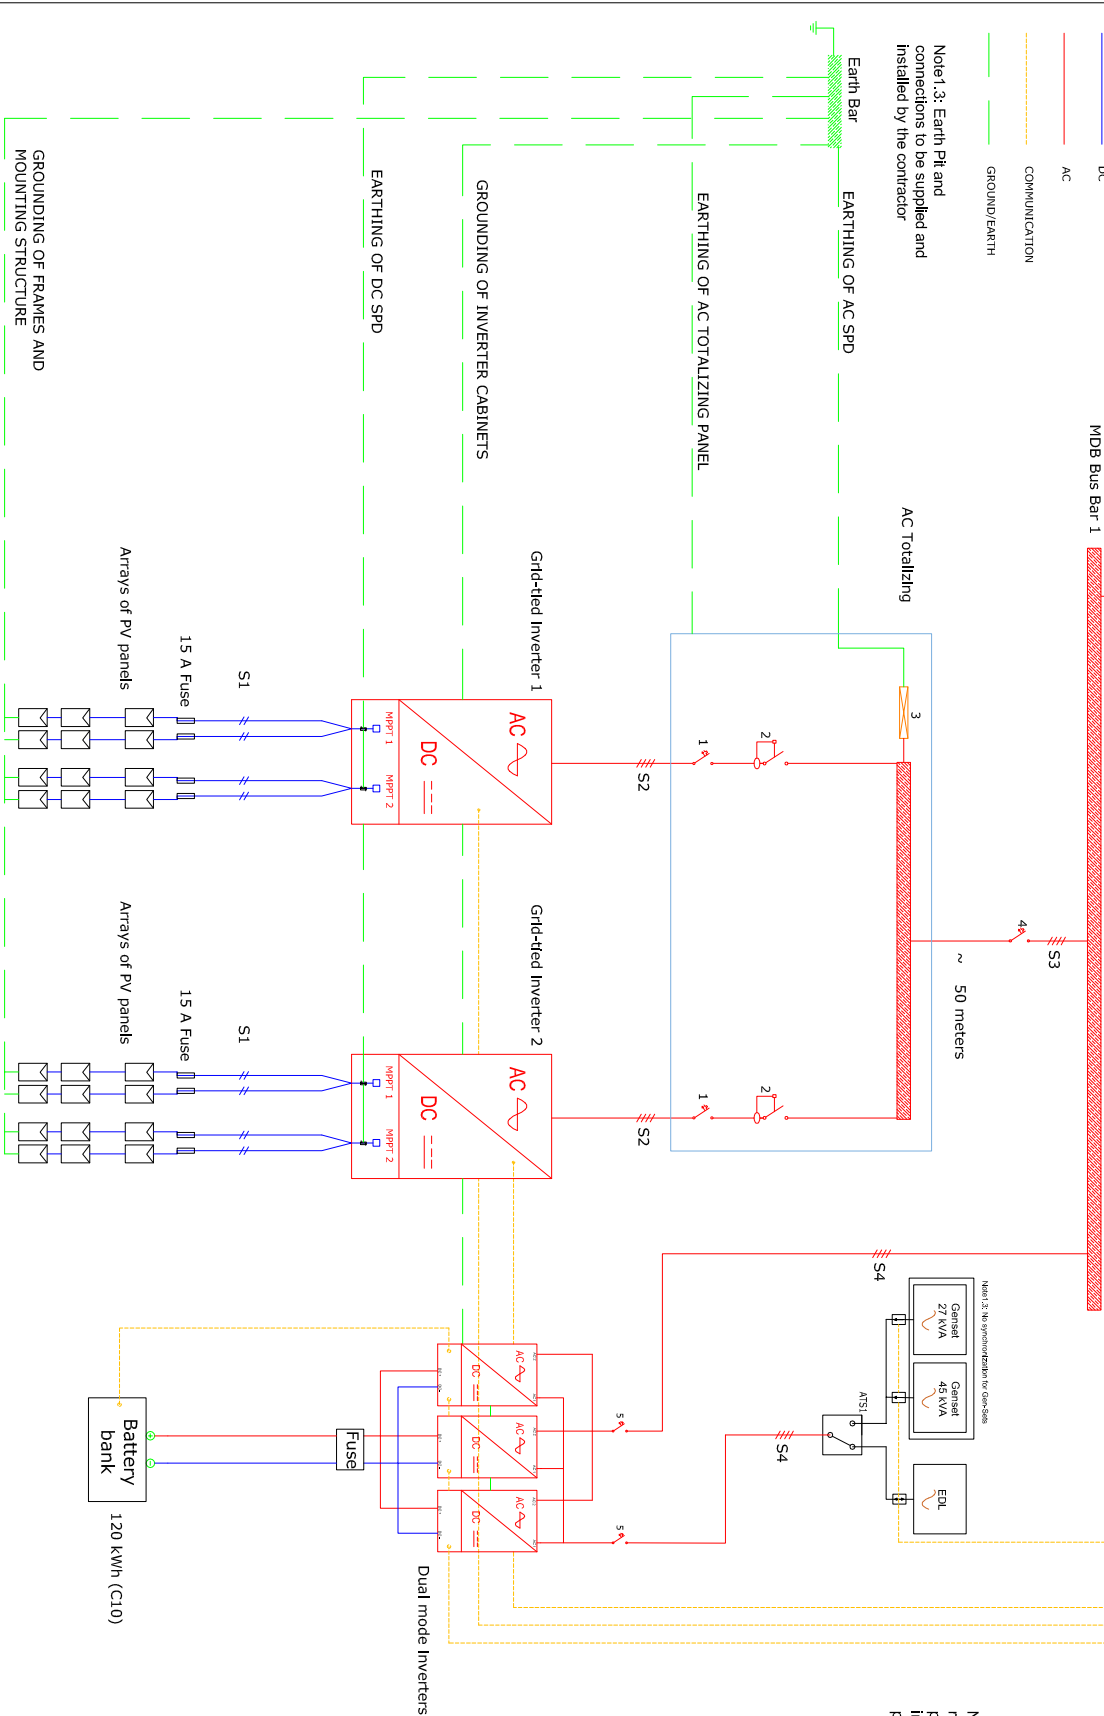 DC
AC
COMMUNICATION
GROUND/EARTH
Note1.3: Earth Pit and
connections to be supplied and
installed by the contractor
Earth Bar
EARTHING OF AC SPD
EARTHING OF AC TOTALIZING PANEL
GROUNDING OF INVERTER CABINETS
EARTHING OF DC SPD
GROUNDING OF FRAMES AND
MOUNTING STRUCTURE
MDB Bus Bar 1
AC Totalizing
3
4
S3
~ 50 meters
1
2
S2
1
2
S2
Grid-tied Inverter 1
AC
DC
MPPT 1
MPPT 2
S1
15 A Fuse
Arrays of PV panels
Grid-tied Inverter 2
AC
DC
MPPT 1
MPPT 2
S1
15 A Fuse
Arrays of PV panels
S4
Note1.3: No synchronization for Gen-Sets
Genset
27 kVA
Genset
45 kVA
EDL
ATS1
S4
5
5
AC
DC
AC
DC
AC
DC
Dual mode Inverters
Fuse
Battery
bank
120 kWh (C10)